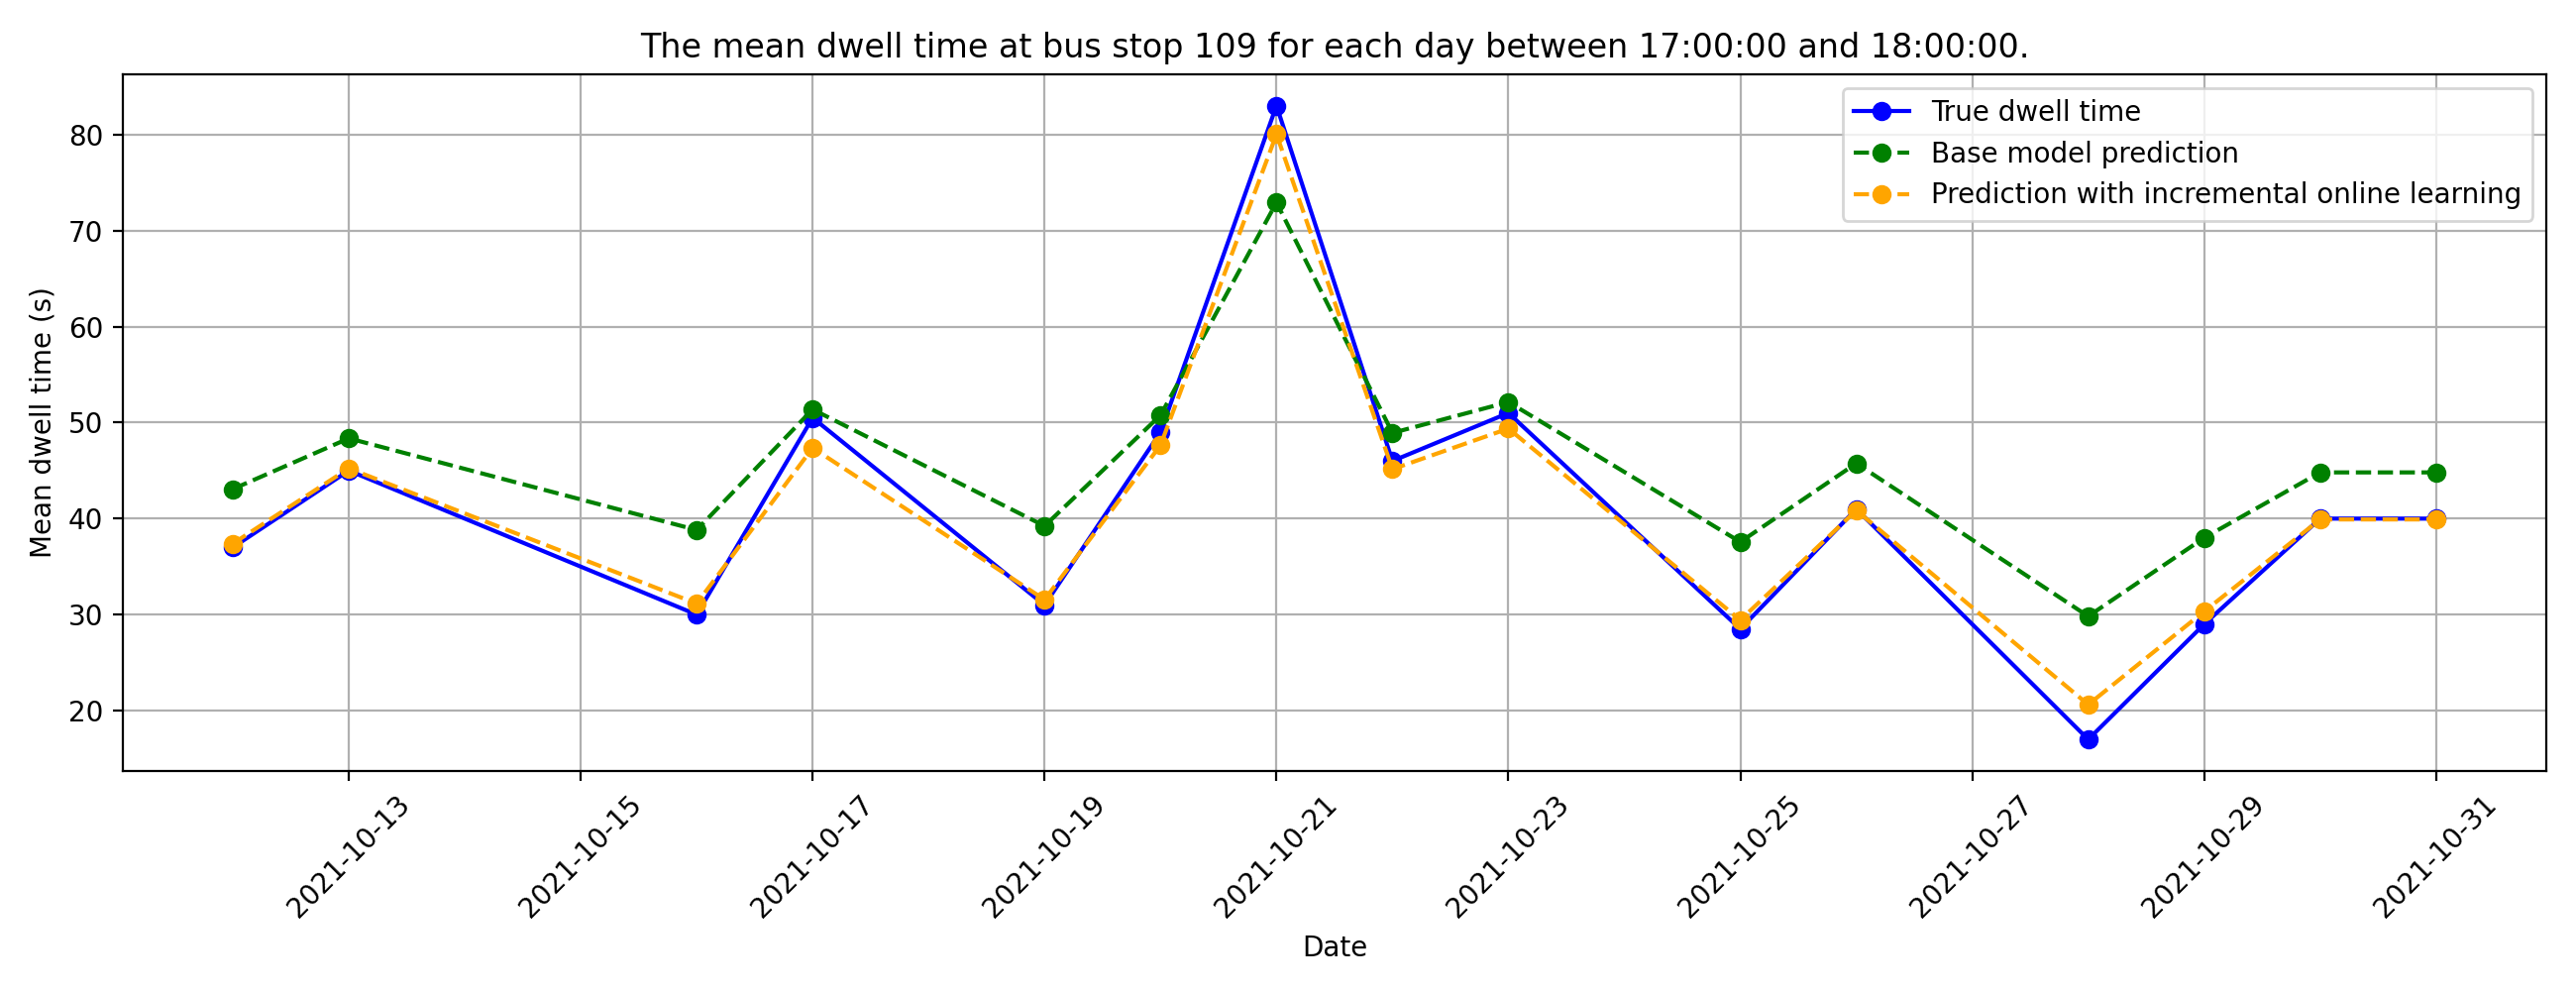 The mean dwell time at bus stop 109 for each day between 17:00:00 and 18:00:00.
True dwell time
Base model prediction
Prediction with incremental online learning
Mean dwell time (s)
80
70
60
50
40
30
20
2021-10-13
2021-10-15
2021-10-17
2021-10-19
2021-10-21
2021-10-23
2021-10-25
2021-10-27
2021-10-29
2021-10-31
Date